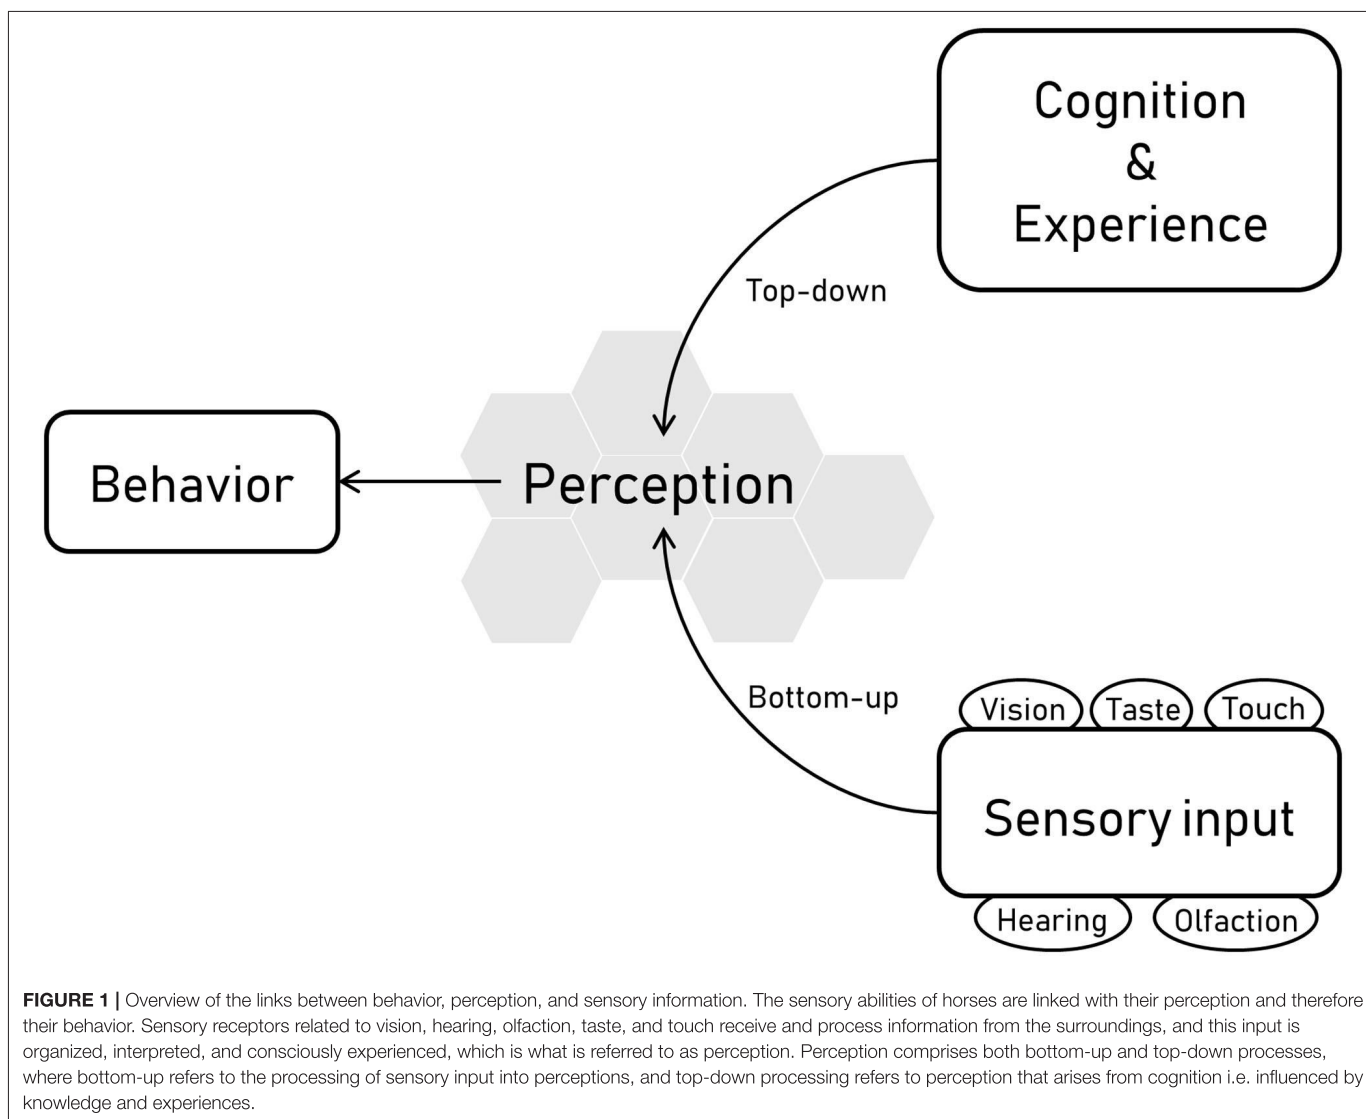 Cognition
&
Experience
Top-down
Behavior
Perception
Bottom-up
Vision Taste Touch
Sensory input
Hearing Olfaction
FIGURE 1 | Overview of the links between behavior, perception, and sensory information. The sensory abilities of horses are linked with their perception and therefore
their behavior. Sensory receptors related to vision, hearing, olfaction, taste, and touch receive and process information from the surroundings, and this input is
organized, interpreted, and consciously experienced, which is what is referred to as perception. Perception comprises both bottom-up and top-down processes,
where bottom-up refers to the processing of sensory input into perceptions, and top-down processing refers to perception that arises from cognition i.e. influenced by
knowledge and experiences.